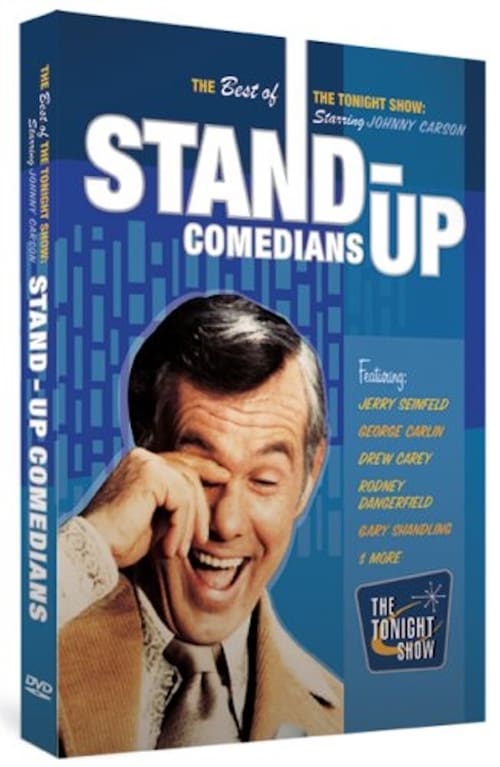 THE Best of THE TONIGHT SHOW:
Starring JOHNNY CARSON
STAND-UP COMEDIANS
DVD
THE Best of
THE TONIGHT SHOW:
Starring JOHNNY CARSON
STAND-
UP
COMEDIANS
Featuring:
JERRY SEINFELD
GEORGE CARLIN
DREW CAREY
RODNEY
DANGERFIELD
GARY SHANDLING
& MORE
THE
TONIGHT
SHOW